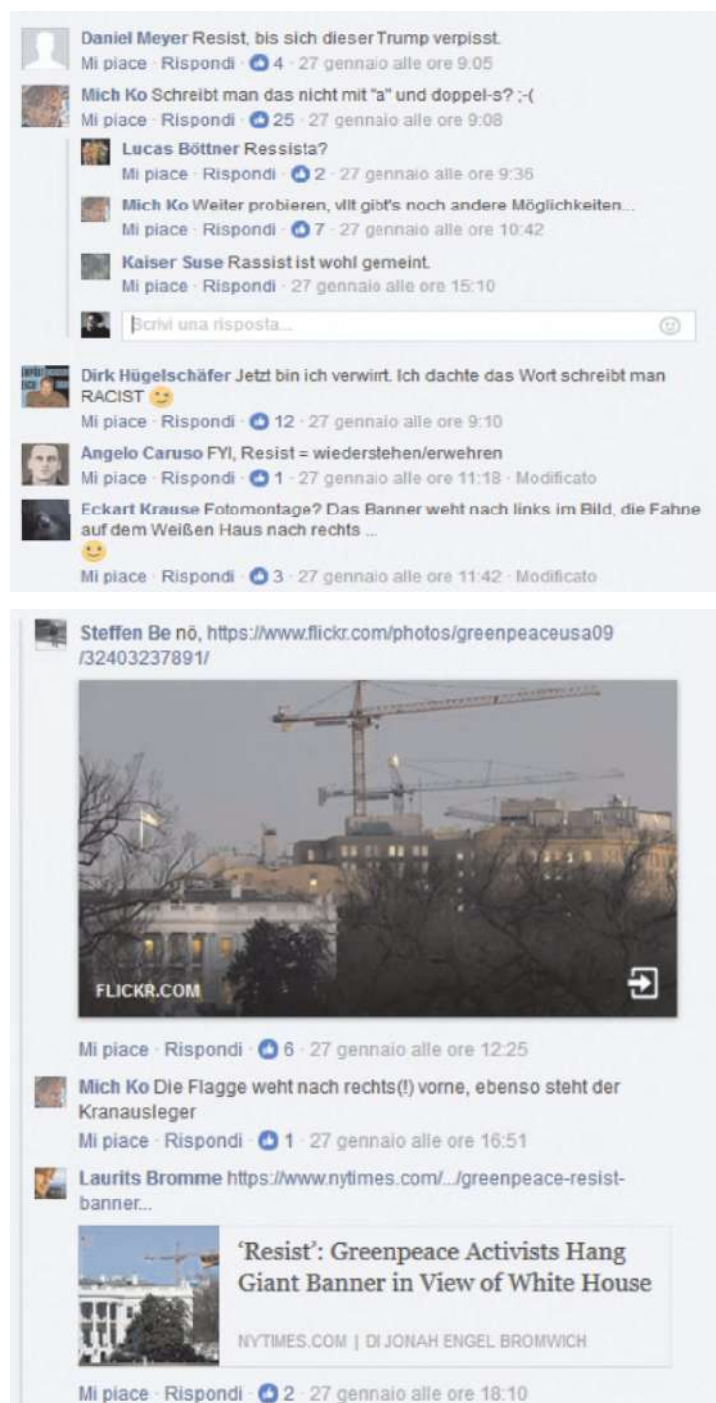 Daniel Meyer Resist, bis sich dieser Trump verpisst.
Mi piace · Rispondi · 4 · 27 gennaio alle ore 9:05
Mich Ko Schreibt man das nicht mit "a" und doppel-s? ;-(
Mi piace · Rispondi · 25 · 27 gennaio alle ore 9:08
Lucas Böttner Ressista?
Mi piace · Rispondi · 2 · 27 gennaio alle ore 9:36
Mich Ko Weiter probieren, vllt gibt's noch andere Möglichkeiten...
Mi piace · Rispondi · 7 · 27 gennaio alle ore 10:42
Kaiser Suse Rassist ist wohl gemeint.
Mi piace · Rispondi · 27 gennaio alle ore 15:10
Scrivi una risposta...
Dirk Hügelschäfer Jetzt bin ich verwirrt. Ich dachte das Wort schreibt man
RACIST 😉
Mi piace · Rispondi · 12 · 27 gennaio alle ore 9:10
Angelo Caruso FYI, Resist = wiederstehen/erwehren
Mi piace · Rispondi · 1 · 27 gennaio alle ore 11:18 · Modificato
Eckart Krause Fotomontage? Das Banner weht nach links im Bild, die Fahne
auf dem Weißen Haus nach rechts ...
🙂
Mi piace · Rispondi · 3 · 27 gennaio alle ore 11:42 · Modificato
Steffen Be nö, https://www.flickr.com/photos/greenpeaceusa09
/32403237891/
FLICKR.COM
Mi piace · Rispondi · 6 · 27 gennaio alle ore 12:25
Mich Ko Die Flagge weht nach rechts(!) vorne, ebenso steht der
Kranausleger
Mi piace · Rispondi · 1 · 27 gennaio alle ore 16:51
Laurits Bromme https://www.nytimes.com/.../greenpeace-resist-
banner...
'Resist': Greenpeace Activists Hang
Giant Banner in View of White House
NYTIMES.COM | DI JONAH ENGEL BROMWICH
Mi piace · Rispondi · 2 · 27 gennaio alle ore 18:10